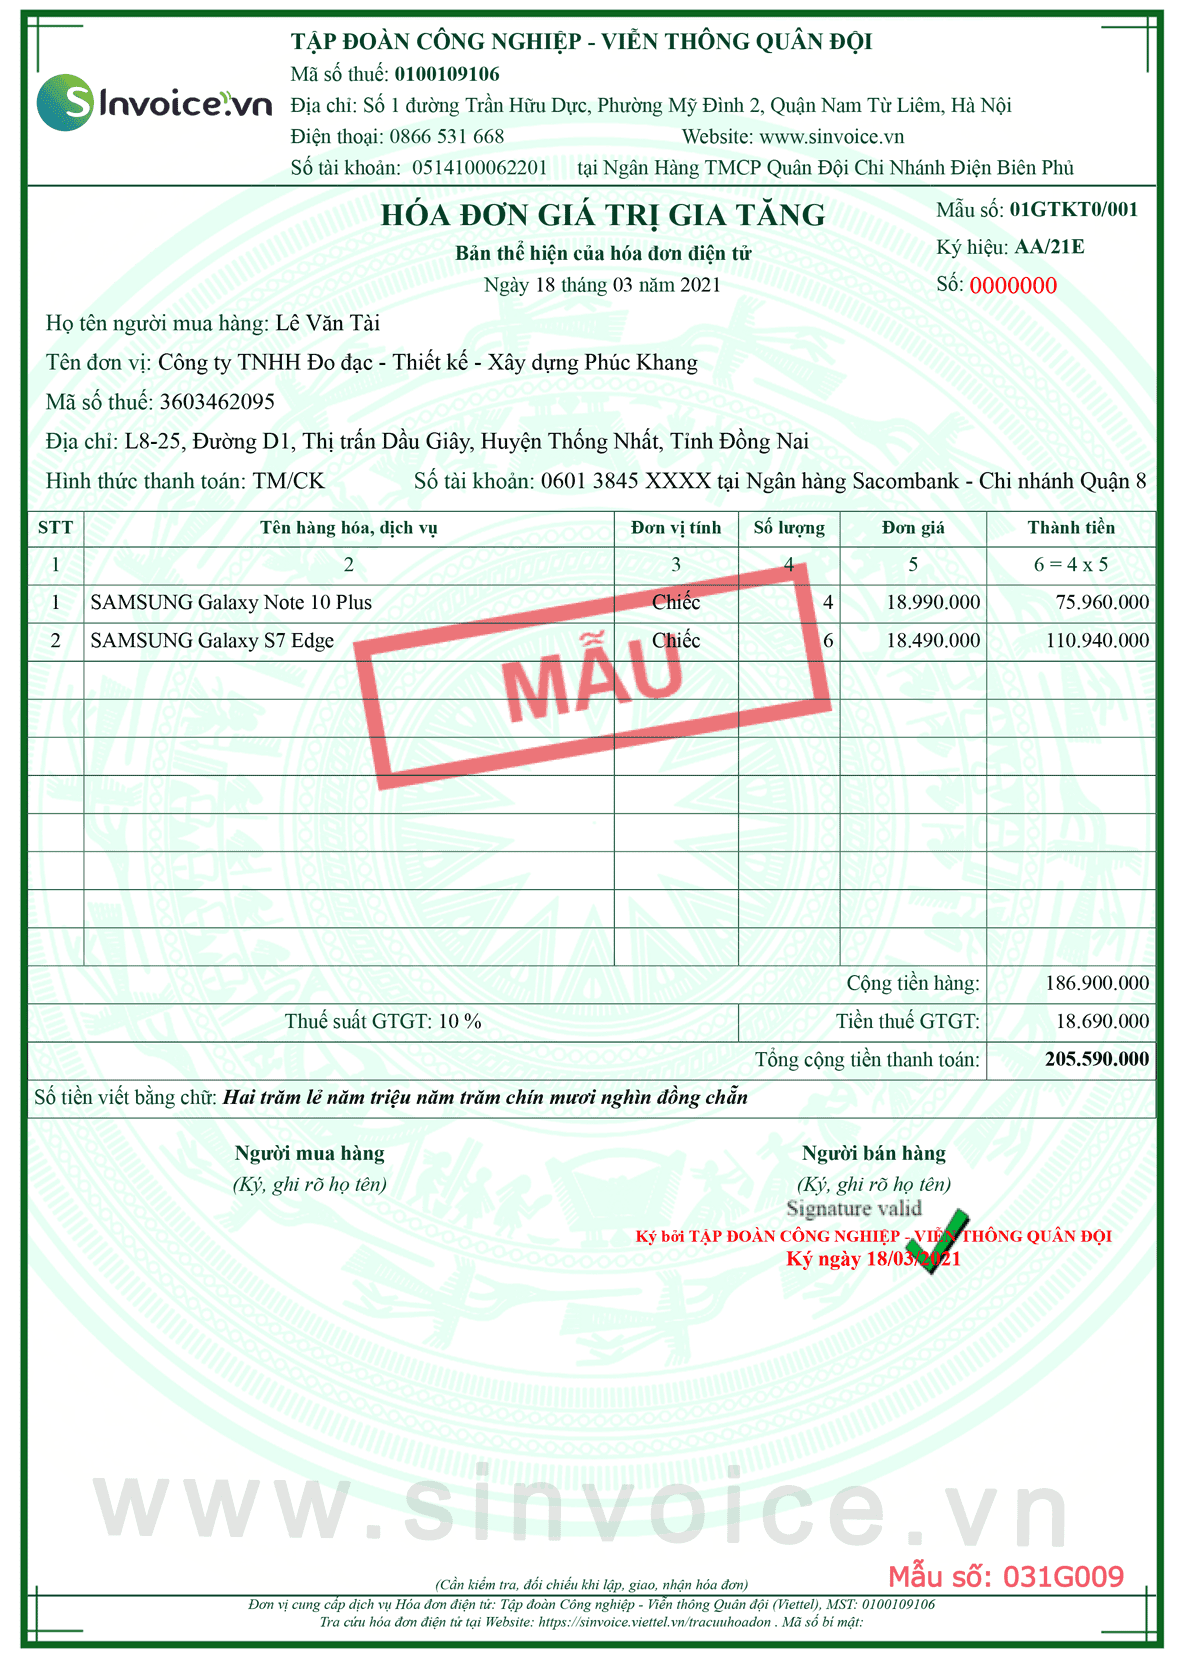 TẬP ĐOÀN CÔNG NGHIỆP - VIỄN THÔNG QUÂN ĐỘI
Mã số thuế: 0100109106
SInvoice.vn
Địa chỉ: Số 1 đường Trần Hữu Dực, Phường Mỹ Đình 2, Quận Nam Từ Liêm, Hà Nội
Điện thoại: 0866 531 668 Website: www.sinvoice.vn
Số tài khoản: 0514100062201 tại Ngân Hàng TMCP Quân Đội Chi Nhánh Điện Biên Phủ
HÓA ĐƠN GIÁ TRỊ GIA TĂNG
Mẫu số: 01GTKT0/001
Bản thể hiện của hóa đơn điện tử
Ký hiệu: AA/21E
Ngày 18 tháng 03 năm 2021
Số: 0000000
Họ tên người mua hàng: Lê Văn Tài
Tên đơn vị: Công ty TNHH Đo đạc - Thiết kế - Xây dựng Phúc Khang
Mã số thuế: 3603462095
Địa chỉ: L8-25, Đường D1, Thị trấn Dầu Giây, Huyện Thống Nhất, Tỉnh Đồng Nai
Hình thức thanh toán: TM/CK Số tài khoản: 0601 3845 XXXX tại Ngân hàng Sacombank - Chi nhánh Quận 8
STT Tên hàng hóa, dịch vụ Đơn vị tính Số lượng Đơn giá Thành tiền
1 2 3 4 5 6 = 4 x 5
1 SAMSUNG Galaxy Note 10 Plus Chiếc 4 18.990.000 75.960.000
2 SAMSUNG Galaxy S7 Edge Chiếc 6 18.490.000 110.940.000
MẪU
Cộng tiền hàng: 186.900.000
Thuế suất GTGT: 10 % Tiền thuế GTGT: 18.690.000
Tổng cộng tiền thanh toán: 205.590.000
Số tiền viết bằng chữ: Hai trăm lẻ năm triệu năm trăm chín mươi nghìn đồng chẵn
Người mua hàng Người bán hàng
(Ký, ghi rõ họ tên) (Ký, ghi rõ họ tên)
Signature valid
Ký bởi TẬP ĐOÀN CÔNG NGHIỆP - VIỄN THÔNG QUÂN ĐỘI
Ký ngày 18/03/2021
www.sinvoice.vn
Mẫu số: 031G009
(Cần kiểm tra, đối chiếu khi lập, giao, nhận hóa đơn)
Đơn vị cung cấp dịch vụ Hóa đơn điện tử: Tập đoàn Công nghiệp - Viễn thông Quân đội (Viettel), MST: 0100109106
Tra cứu hóa đơn điện tử tại Website: https://sinvoice.viettel.vn/tracuuhoadon . Mã số bí mật: